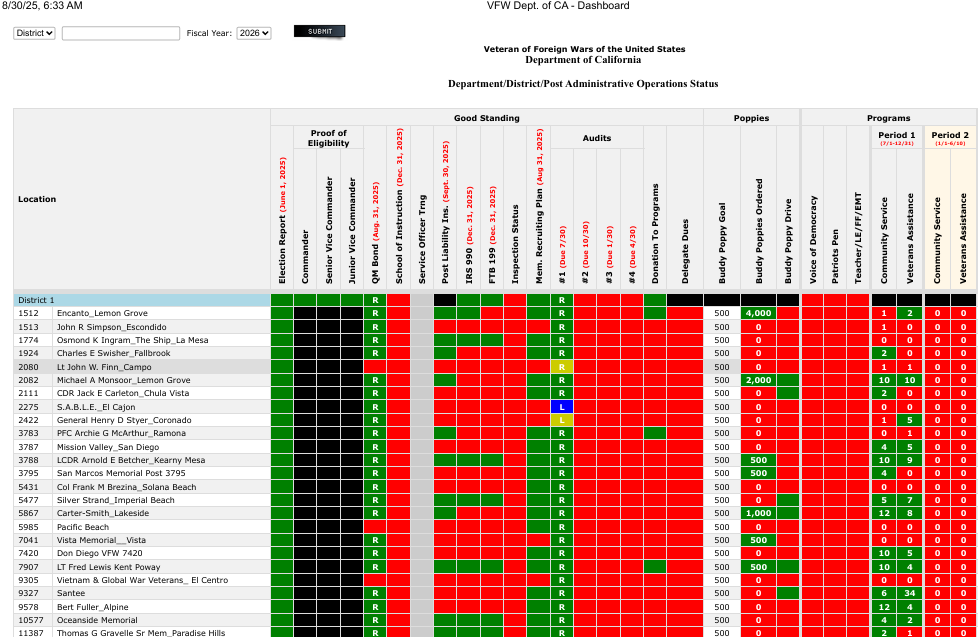 8/30/25, 6:33 AM VFW Dept. of CA - Dashboard
District Fiscal Year: 2026 SUBMIT
Veteran of Foreign Wars of the United States
Department of California
Department/District/Post Administrative Operations Status
Good Standing Poppies Programs
Proof of Eligibility Audits Period 1 (7/1-12/31) Period 2 (1/1-6/10)
Location
Election Report (June 1, 2025)
Commander
Senior Vice Commander
Junior Vice Commander
QM Bond (Aug. 31, 2025)
School of Instruction (Dec. 31, 2025)
Service Officer Trng
Post Liability Ins. (Sept. 30, 2025)
IRS 990 (Dec. 31, 2025)
FTB 199 (Dec. 31, 2025)
Inspection Status
Mem. Recruiting Plan (Aug 31, 2025)
#1 (Due 7/30)
#2 (Due 10/30)
#3 (Due 1/30)
#4 (Due 4/30)
Donation To Programs
Delegate Dues
Buddy Poppy Goal
Buddy Poppies Ordered
Buddy Poppy Drive
Voice of Democracy
Patriots Pen
Teacher/LE/FF/EMT
Community Service
Veterans Assistance
Community Service
Veterans Assistance
District 1 R R
1512 Encanto_Lemon Grove R R 500 4,000 1 2 0 0
1513 John R Simpson_Escondido R R 500 0 1 0 0 0
1774 Osmond K Ingram_The Ship_La Mesa R R 500 0 0 0 0 0
1924 Charles E Swisher_Fallbrook R R 500 0 2 0 0 0
2080 Lt John W. Finn_Campo R 500 0 1 1 0 0
2082 Michael A Monsoor_Lemon Grove R R 500 2,000 10 10 0 0
2111 CDR Jack E Carleton_Chula Vista R R 500 0 2 0 0 0
2275 S.A.B.L.E._El Cajon R L 500 0 0 0 0 0
2422 General Henry D Styer_Coronado R L 500 0 1 5 0 0
3783 PFC Archie G McArthur_Ramona R R 500 0 0 1 0 0
3787 Mission Valley_San Diego R R 500 0 4 5 0 0
3788 LCDR Arnold E Betcher_Kearny Mesa R R 500 500 10 9 0 0
3795 San Marcos Memorial Post 3795 R R 500 500 4 0 0 0
5431 Col Frank M Brezina_Solana Beach R R 500 0 0 0 0 0
5477 Silver Strand_Imperial Beach R R 500 0 5 7 0 0
5867 Carter-Smith_Lakeside R R 500 1,000 12 8 0 0
5985 Pacific Beach R 500 0 0 0 0 0
7041 Vista Memorial__Vista R R 500 500 0 0 0 0
7420 Don Diego VFW 7420 R R 500 0 10 5 0 0
7907 LT Fred Lewis Kent Poway R R 500 500 10 4 0 0
9305 Vietnam & Global War Veterans_ El Centro R 500 0 0 0 0 0
9327 Santee R R 500 0 6 34 0 0
9578 Bert Fuller_Alpine R R 500 0 12 4 0 0
10577 Oceanside Memorial R R 500 0 4 2 0 0
11387 Thomas G Gravelle Sr Mem_Paradise Hills R R 500 0 2 1 0 0